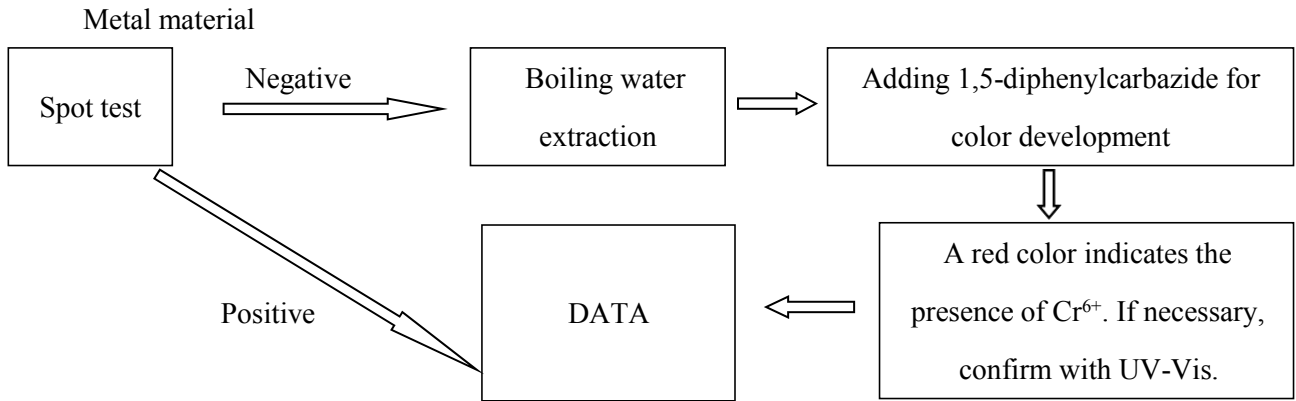 Metal material
Spot test
Negative
Boiling water
extraction
Adding 1,5-diphenylcarbazide for
color development
Positive
DATA
A red color indicates the
presence of Cr⁶⁺. If necessary,
confirm with UV-Vis.